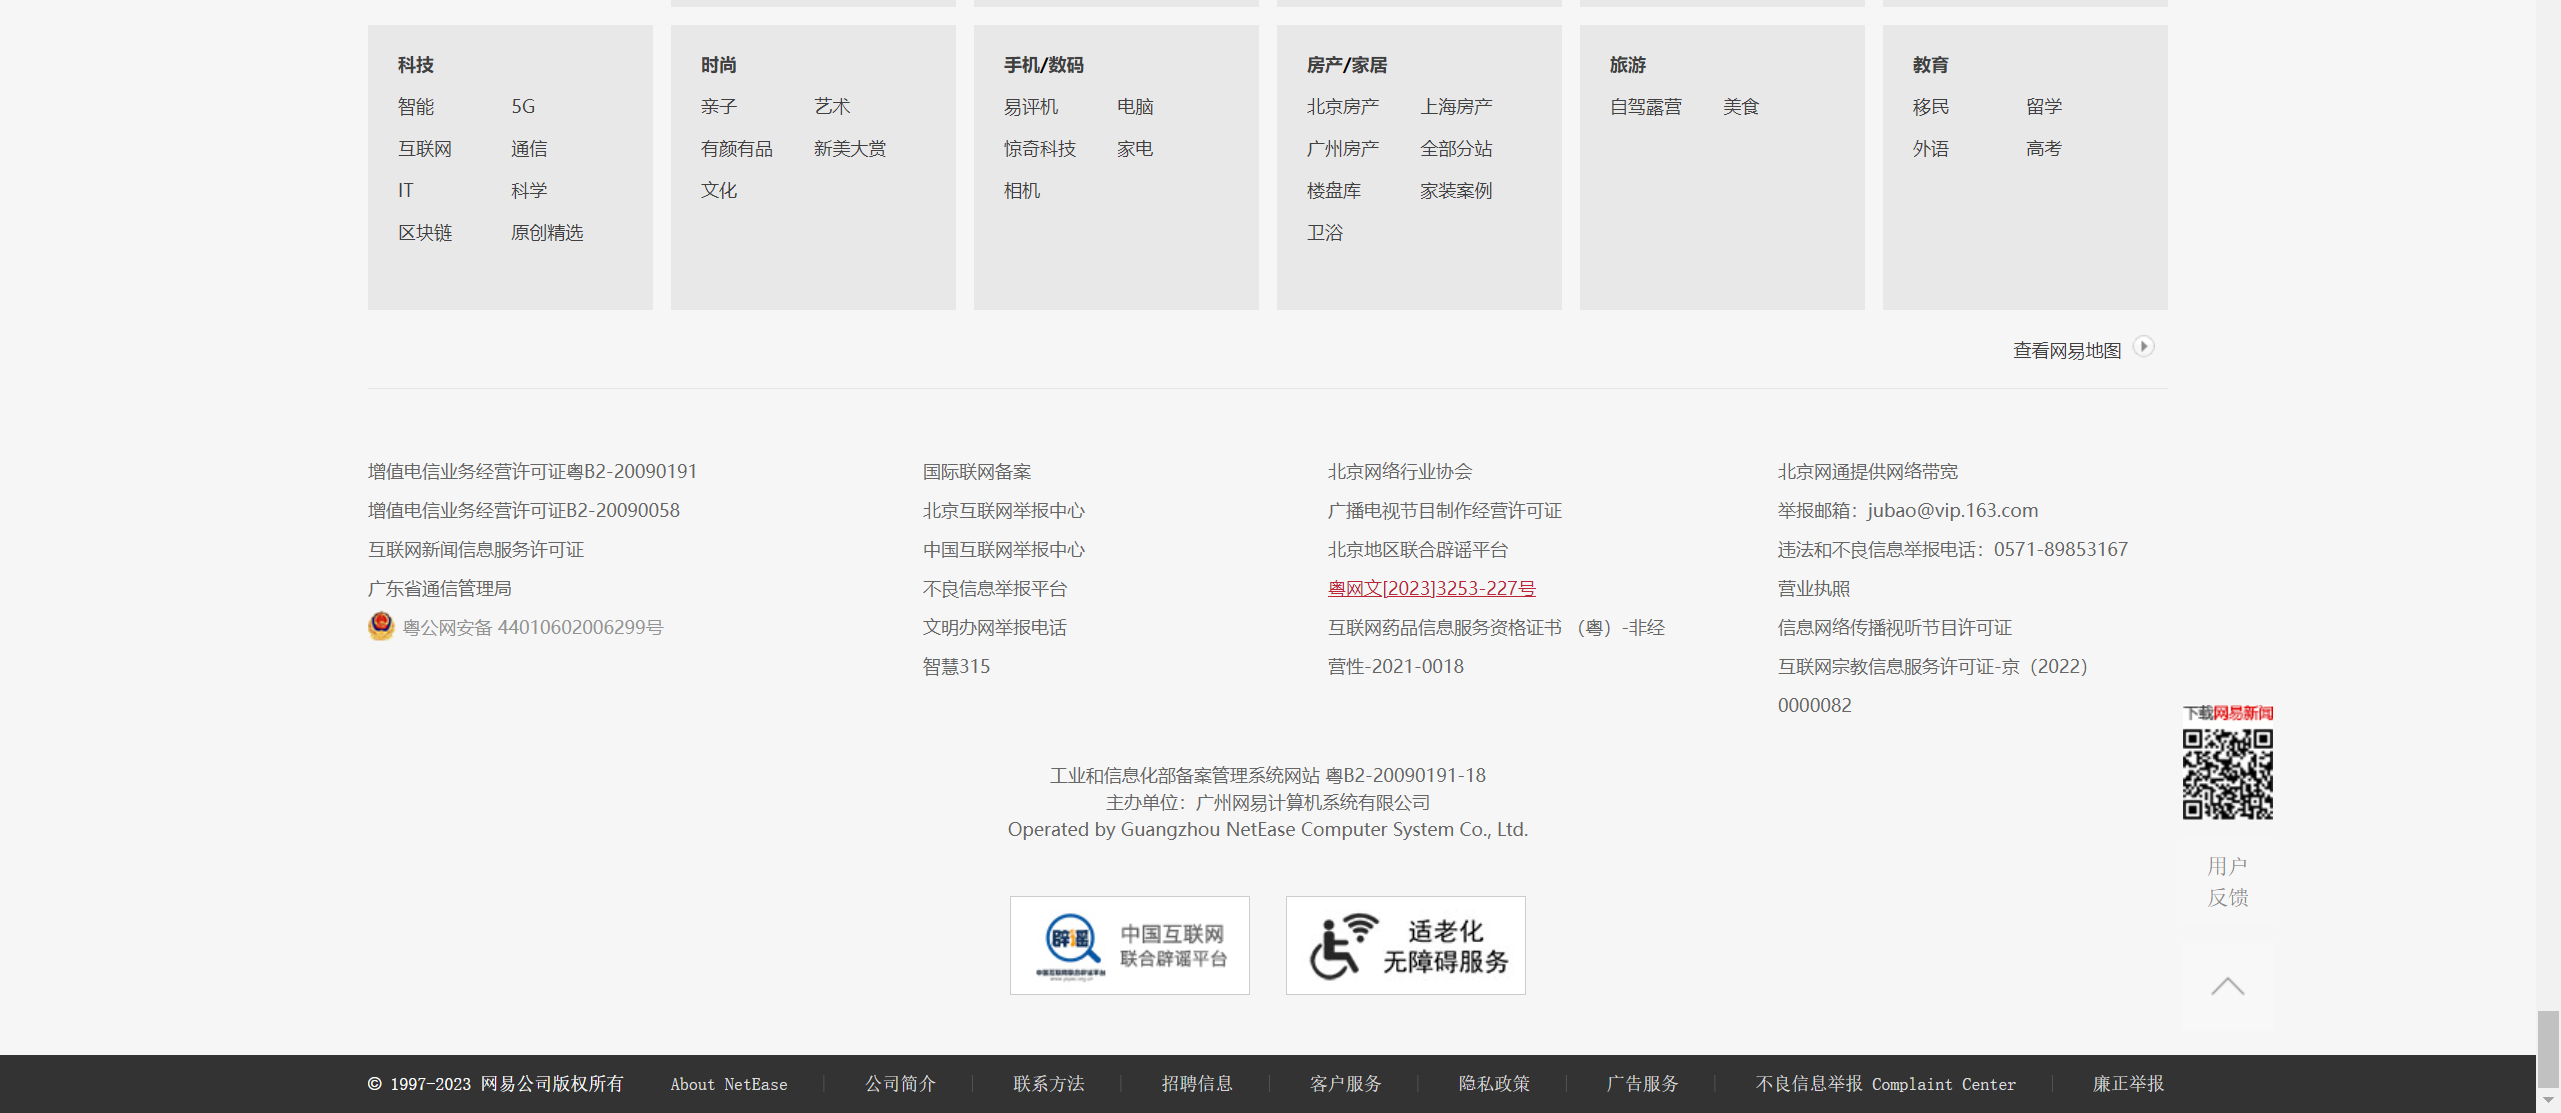 科技
智能 5G
互联网 通信
IT 科学
区块链 原创精选
时尚
亲子 艺术
有颜有品 新美大赏
文化
手机/数码
易评机 电脑
惊奇科技 家电
相机
房产/家居
北京房产 上海房产
广州房产 全部分站
楼盘库 家装案例
卫浴
旅游
自驾露营 美食
教育
移民 留学
外语 高考
查看网易地图
增值电信业务经营许可证粤B2-20090191
增值电信业务经营许可证B2-20090058
互联网新闻信息服务许可证
广东省通信管理局
粤公网安备 44010602006299号
国际联网备案
北京互联网举报中心
中国互联网举报中心
不良信息举报平台
文明办网举报电话
智慧315
北京网络行业协会
广播电视节目制作经营许可证
北京地区联合辟谣平台
粤网文[2023]3253-227号
互联网药品信息服务资格证书 （粤）-非经
营性-2021-0018
北京网通提供网络带宽
举报邮箱：jubao@vip.163.com
违法和不良信息举报电话：0571-89853167
营业执照
信息网络传播视听节目许可证
互联网宗教信息服务许可证-京（2022）
0000082
下载网易新闻
用户
反馈
工业和信息化部备案管理系统网站 粤B2-20090191-18
主办单位：广州网易计算机系统有限公司
Operated by Guangzhou NetEase Computer System Co., Ltd.
辟谣
中国互联网
联合辟谣平台
适老化
无障碍服务
© 1997-2023 网易公司版权所有 About NetEase 公司简介 联系方法 招聘信息 客户服务 隐私政策 广告服务 不良信息举报 Complaint Center 廉正举报